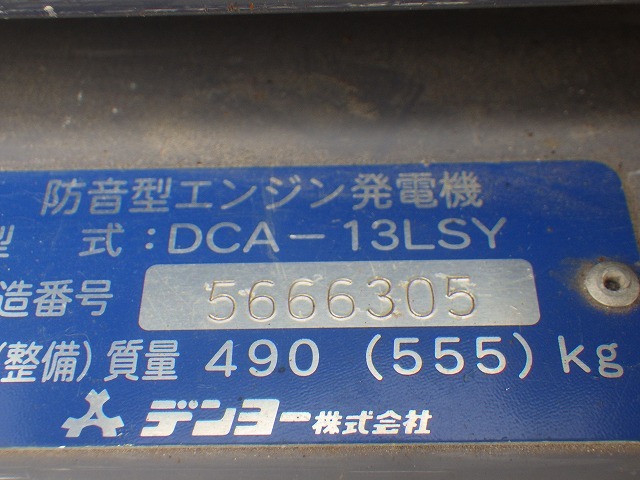 防音型エンジン発電機
型 式:DCA-13LSY
造番号 5666305
(整備)質量 490 (555)kg
デンヨー株式会社